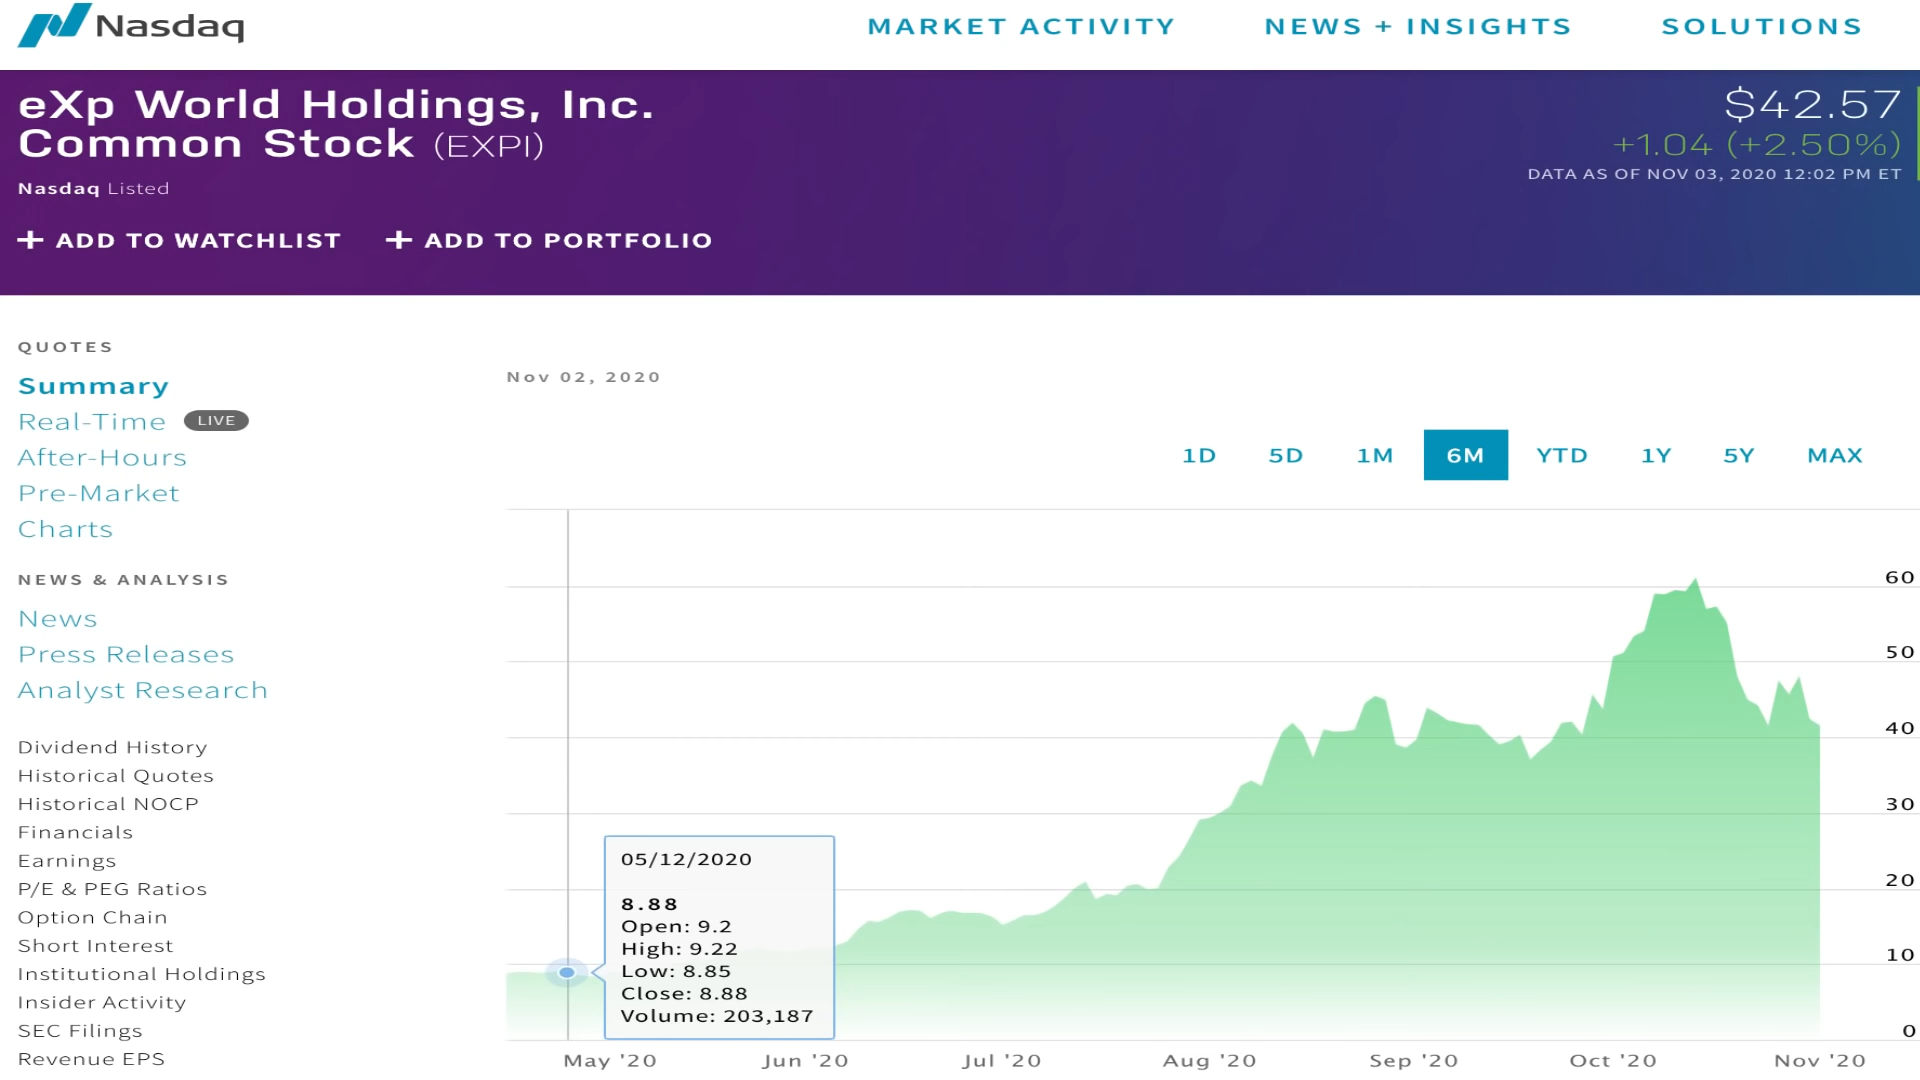 Nasdaq
MARKET ACTIVITY
NEWS + INSIGHTS
SOLUTIONS
eXp World Holdings, Inc.
Common Stock (EXPI)
Nasdaq Listed
+ ADD TO WATCHLIST
+ ADD TO PORTFOLIO
$42.57
+1.04 (+2.50%)
DATA AS OF NOV 03, 2020 12:02 PM ET
QUOTES
Summary
Real-Time LIVE
After-Hours
Pre-Market
Charts
NEWS & ANALYSIS
News
Press Releases
Analyst Research
Dividend History
Historical Quotes
Historical NOCP
Financials
Earnings
P/E & PEG Ratios
Option Chain
Short Interest
Institutional Holdings
Insider Activity
SEC Filings
Revenue EPS
Nov 02, 2020
1D 5D 1M 6M YTD 1Y 5Y MAX
60
50
40
30
20
10
0
05/12/2020
8.88
Open: 9.2
High: 9.22
Low: 8.85
Close: 8.88
Volume: 203,187
May '20 Jun '20 Jul '20 Aug '20 Sep '20 Oct '20 Nov '20